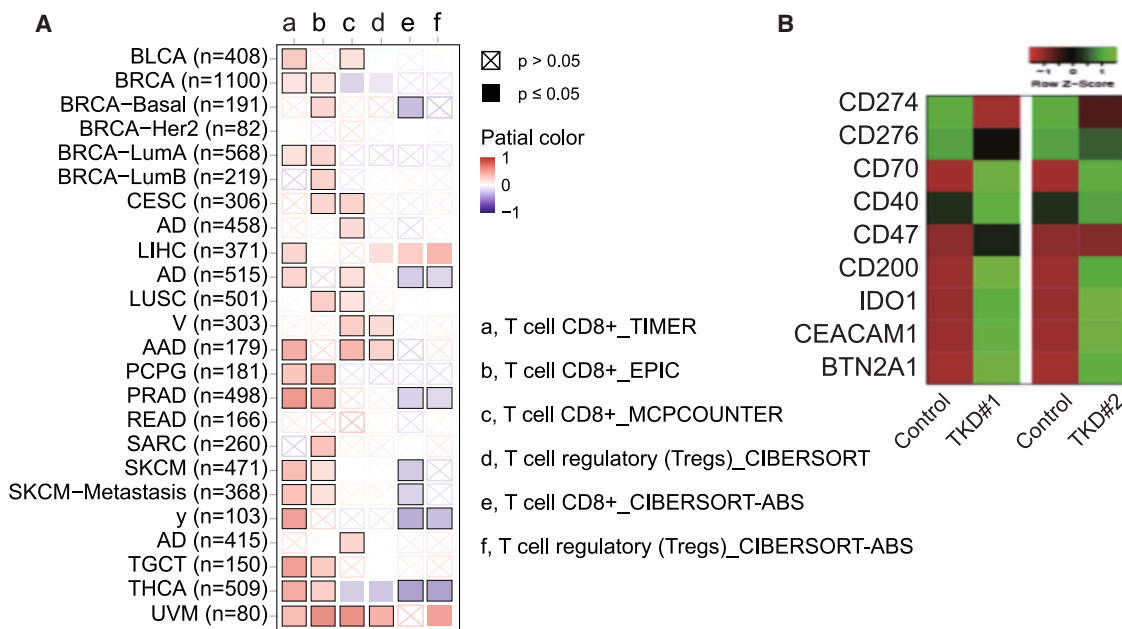 A
a b c d e f
BLCA (n=408)
BRCA (n=1100)
BRCA-Basal (n=191)
BRCA-Her2 (n=82)
BRCA-LumA (n=568)
BRCA-LumB (n=219)
CESC (n=306)
AD (n=458)
LIHC (n=371)
AD (n=515)
LUSC (n=501)
V (n=303)
AAD (n=179)
PCPG (n=181)
PRAD (n=498)
READ (n=166)
SARC (n=260)
SKCM (n=471)
SKCM-Metastasis (n=368)
y (n=103)
AD (n=415)
TGCT (n=150)
THCA (n=509)
UVM (n=80)
p > 0.05
p ≤ 0.05
Patial color
1
0
-1
a, T cell CD8+_TIMER
b, T cell CD8+_EPIC
c, T cell CD8+_MCPCOUNTER
d, T cell regulatory (Tregs)_CIBERSORT
e, T cell CD8+_CIBERSORT-ABS
f, T cell regulatory (Tregs)_CIBERSORT-ABS
B
-1 0 1
Row Z-Score
CD274
CD276
CD70
CD40
CD47
CD200
IDO1
CEACAM1
BTN2A1
Control TKD#1 Control TKD#2